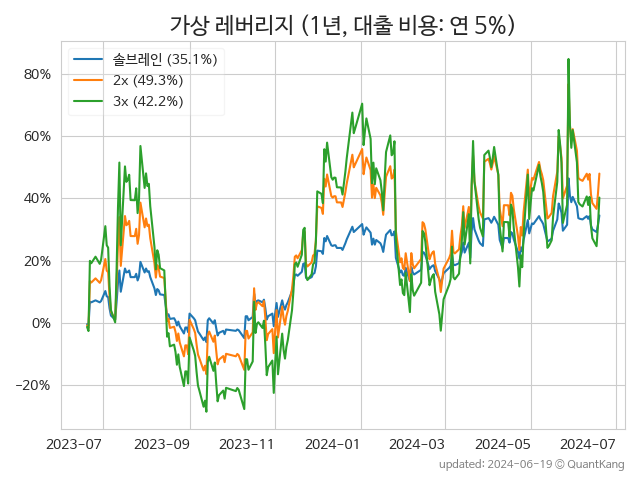 가상 레버리지 (1년, 대출 비용: 연 5%)
솔브레인 (35.1%)
2x (49.3%)
3x (42.2%)
80%
60%
40%
20%
0%
−20%
2023-07 2023-09 2023-11 2024-01 2024-03 2024-05 2024-07
updated: 2024-06-19 ⓒ QuantKang